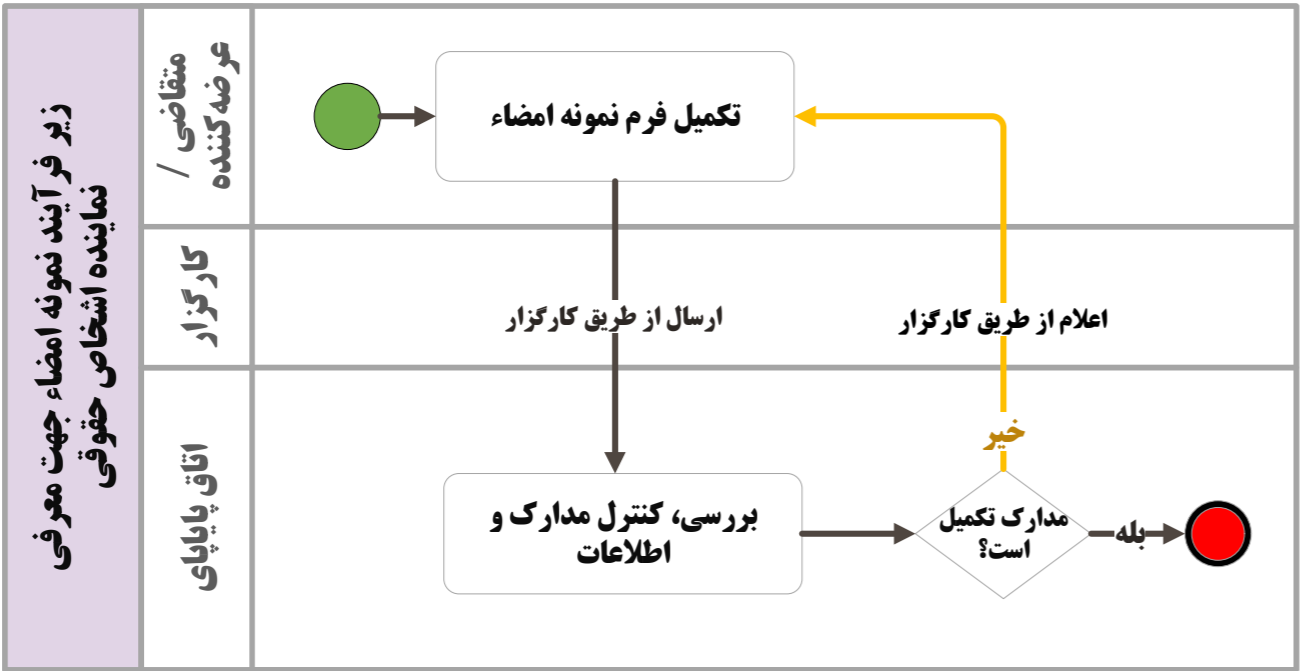 زیر فرآیند نمونه امضاء جهت معرفی
نماینده اشخاص حقوقی
متقاضی /
عرضه‌کننده
تکمیل فرم نمونه امضاء
کارگزار
ارسال از طریق کارگزار
اعلام از طریق کارگزار
اتاق پایاپای
خیر
بررسی، کنترل مدارک و
اطلاعات
مدارک تکمیل
است؟
بله